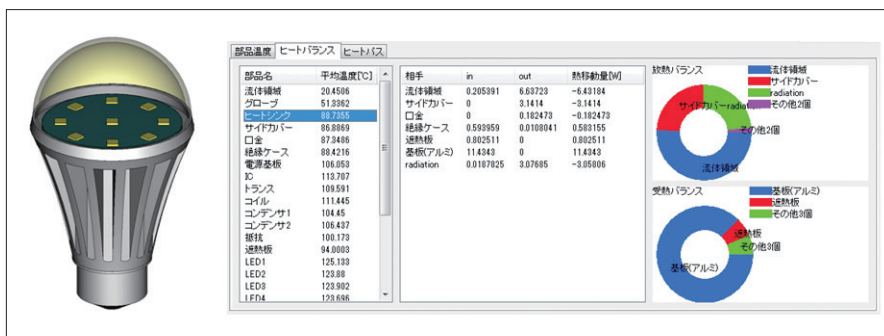 部品温度 ヒートバランス ヒートパス
部品名 平均温度[℃]
流体領域 20.4506
グローブ 51.3362
ヒートシンク 88.7355
サイドカバー 86.8869
口金 87.3486
絶縁ケース 88.4216
電源基板 106.053
IC 113.707
トランス 109.591
コイル 111.445
コンデンサ1 104.45
コンデンサ2 106.437
抵抗 100.173
遮熱板 94.0003
LED1 125.133
LED2 123.88
LED3 123.902
LED4 123.696
相手 in out 熱移動量[W]
流体領域 0.205391 6.63723 -6.43184
サイドカバー 0 3.1414 -3.1414
口金 0 0.182473 -0.182473
絶縁ケース 0.593959 0.0108041 0.583155
遮熱板 0.802511 0 0.802511
基板(アルミ) 11.4343 0 11.4343
radiation 0.0187825 3.07685 -3.05806
放熱バランス
流体領域
サイドカバー
radiation
その他2個
サイドカバー
その他2個
流体領域
受熱バランス
基板(アルミ)
遮熱板
その他3個
遮熱板
その他3個
基板(アルミ)